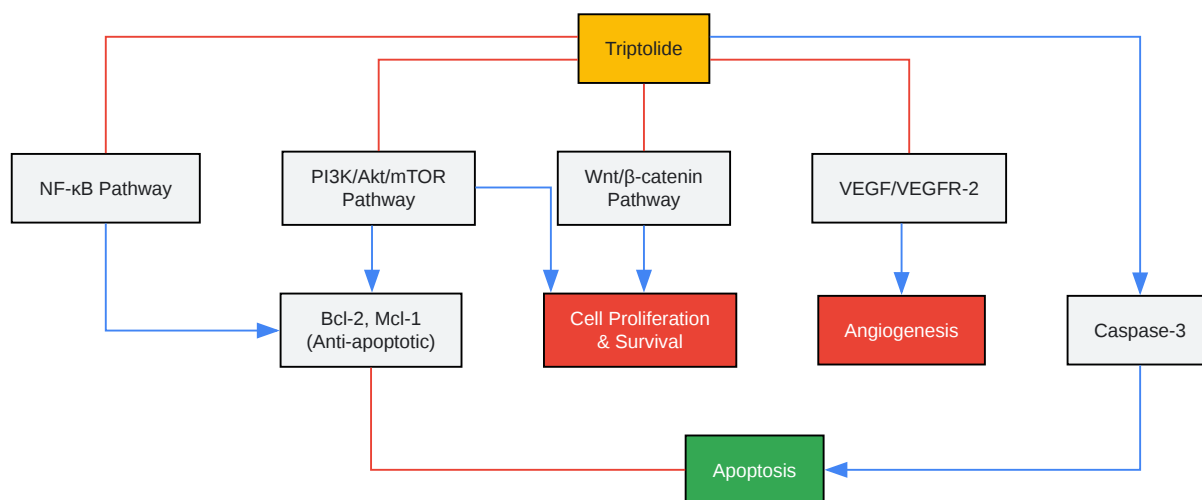 Triptolide
NF-κB Pathway
PI3K/Akt/mTOR
Pathway
Wnt/β-catenin
Pathway
VEGF/VEGFR-2
Bcl-2, Mcl-1
(Anti-apoptotic)
Cell Proliferation
& Survival
Angiogenesis
Caspase-3
Apoptosis